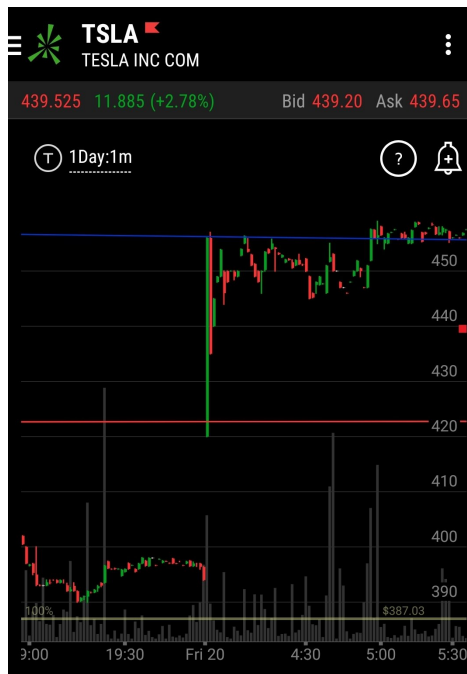 TSLA
TESLA INC COM
439.525 11.885 (+2.78%) Bid 439.20 Ask 439.65
T 1Day:1m ?
450
440
430
420
410
400
390
100% $387.03
9:00 19:30 Fri 20 4:30 5:00 5:30